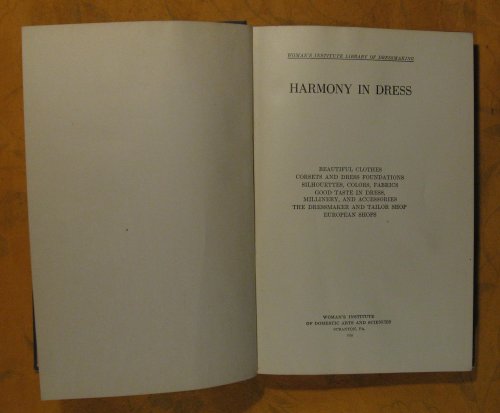 WOMAN'S INSTITUTE LIBRARY OF DRESSMAKING
HARMONY IN DRESS
BEAUTIFUL CLOTHES
CORSETS AND DRESS FOUNDATIONS
SILHOUETTES, COLORS, FABRICS
GOOD TASTE IN DRESS,
MILLINERY, AND ACCESSORIES
THE DRESSMAKER AND TAILOR SHOP
EUROPEAN SHOPS
WOMAN'S INSTITUTE
OF DOMESTIC ARTS AND SCIENCES
SCRANTON, PA.